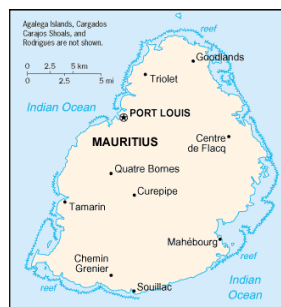 Agalega Islands, Cargados
Carajos Shoals, and
Rodrigues are not shown.
0 2.5 5 km
0 2.5 5 mi
reef
Goodlands
Triolet
Indian Ocean
PORT LOUIS
MAURITIUS
Centre
de Flacq
Quatre Bornes
Curepipe
Tamarin
Mahébourg
Chemin
Grenier
reef
reef
Souillac
Indian
Ocean